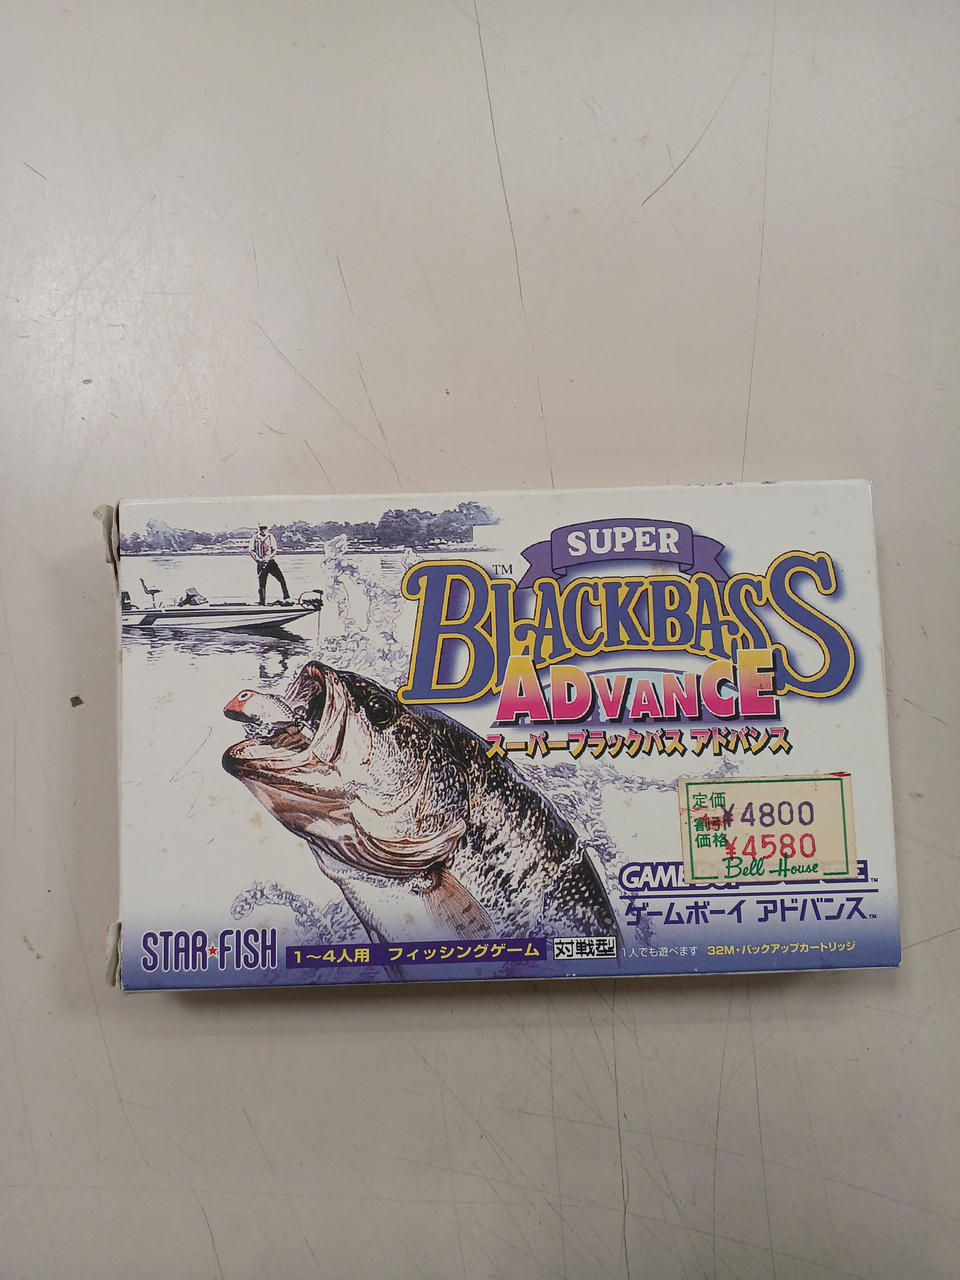 SUPER
BLACKBASS™
ADVANCE
スーパーブラックバス アドバンス
定価 ¥4800
割引価格 ¥4580
Bell House
ゲームボーイ アドバンス™
STAR★FISH 1〜4人用 フィッシングゲーム 対戦型 1人でも遊べます 32M・バックアップカートリッジ